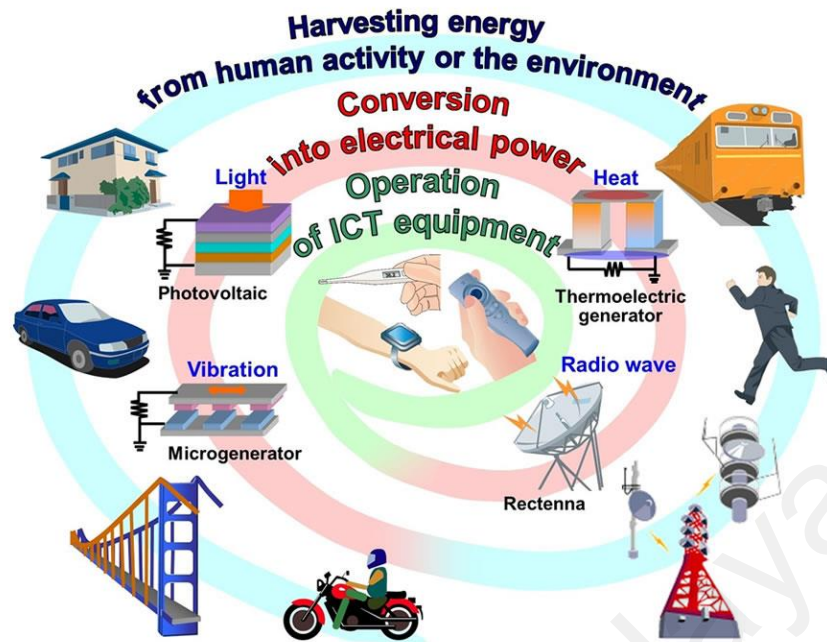 Harvesting energy
from human activity or the environment
Conversion
into electrical power
Operation
of ICT equipment
Light
Photovoltaic
Heat
Thermoelectric
generator
Vibration
Microgenerator
Radio wave
Rectenna